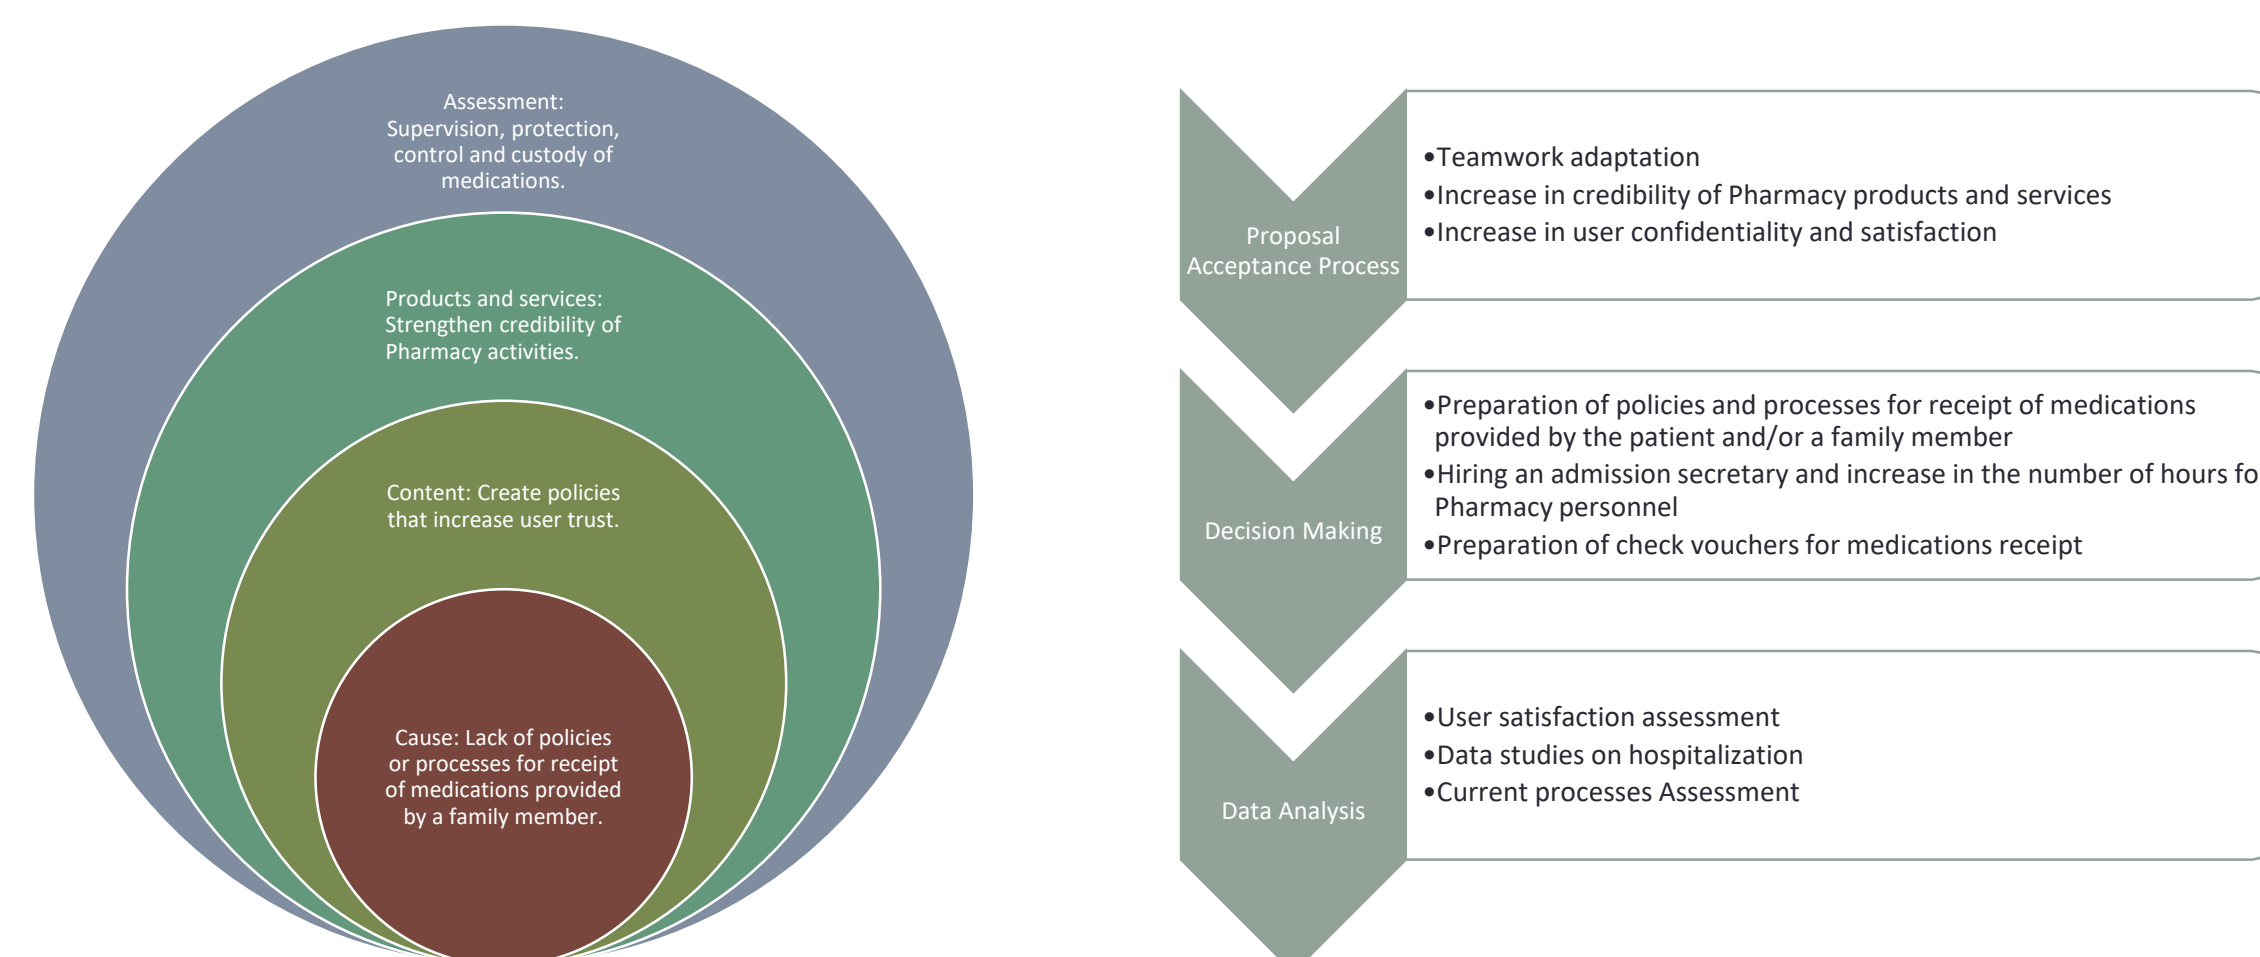 Assessment:
Supervision, protection,
control and custody of
medications.
Products and services:
Strengthen credibility of
Pharmacy activities.
Content: Create policies
that increase user trust.
Cause: Lack of policies
or processes for receipt
of medications provided
by a family member.
Proposal
Acceptance Process
•Teamwork adaptation
•Increase in credibility of Pharmacy products and services
•Increase in user confidentiality and satisfaction
Decision Making
•Preparation of policies and processes for receipt of medications
provided by the patient and/or a family member
•Hiring an admission secretary and increase in the number of hours fo
Pharmacy personnel
•Preparation of check vouchers for medications receipt
Data Analysis
•User satisfaction assessment
•Data studies on hospitalization
•Current processes Assessment